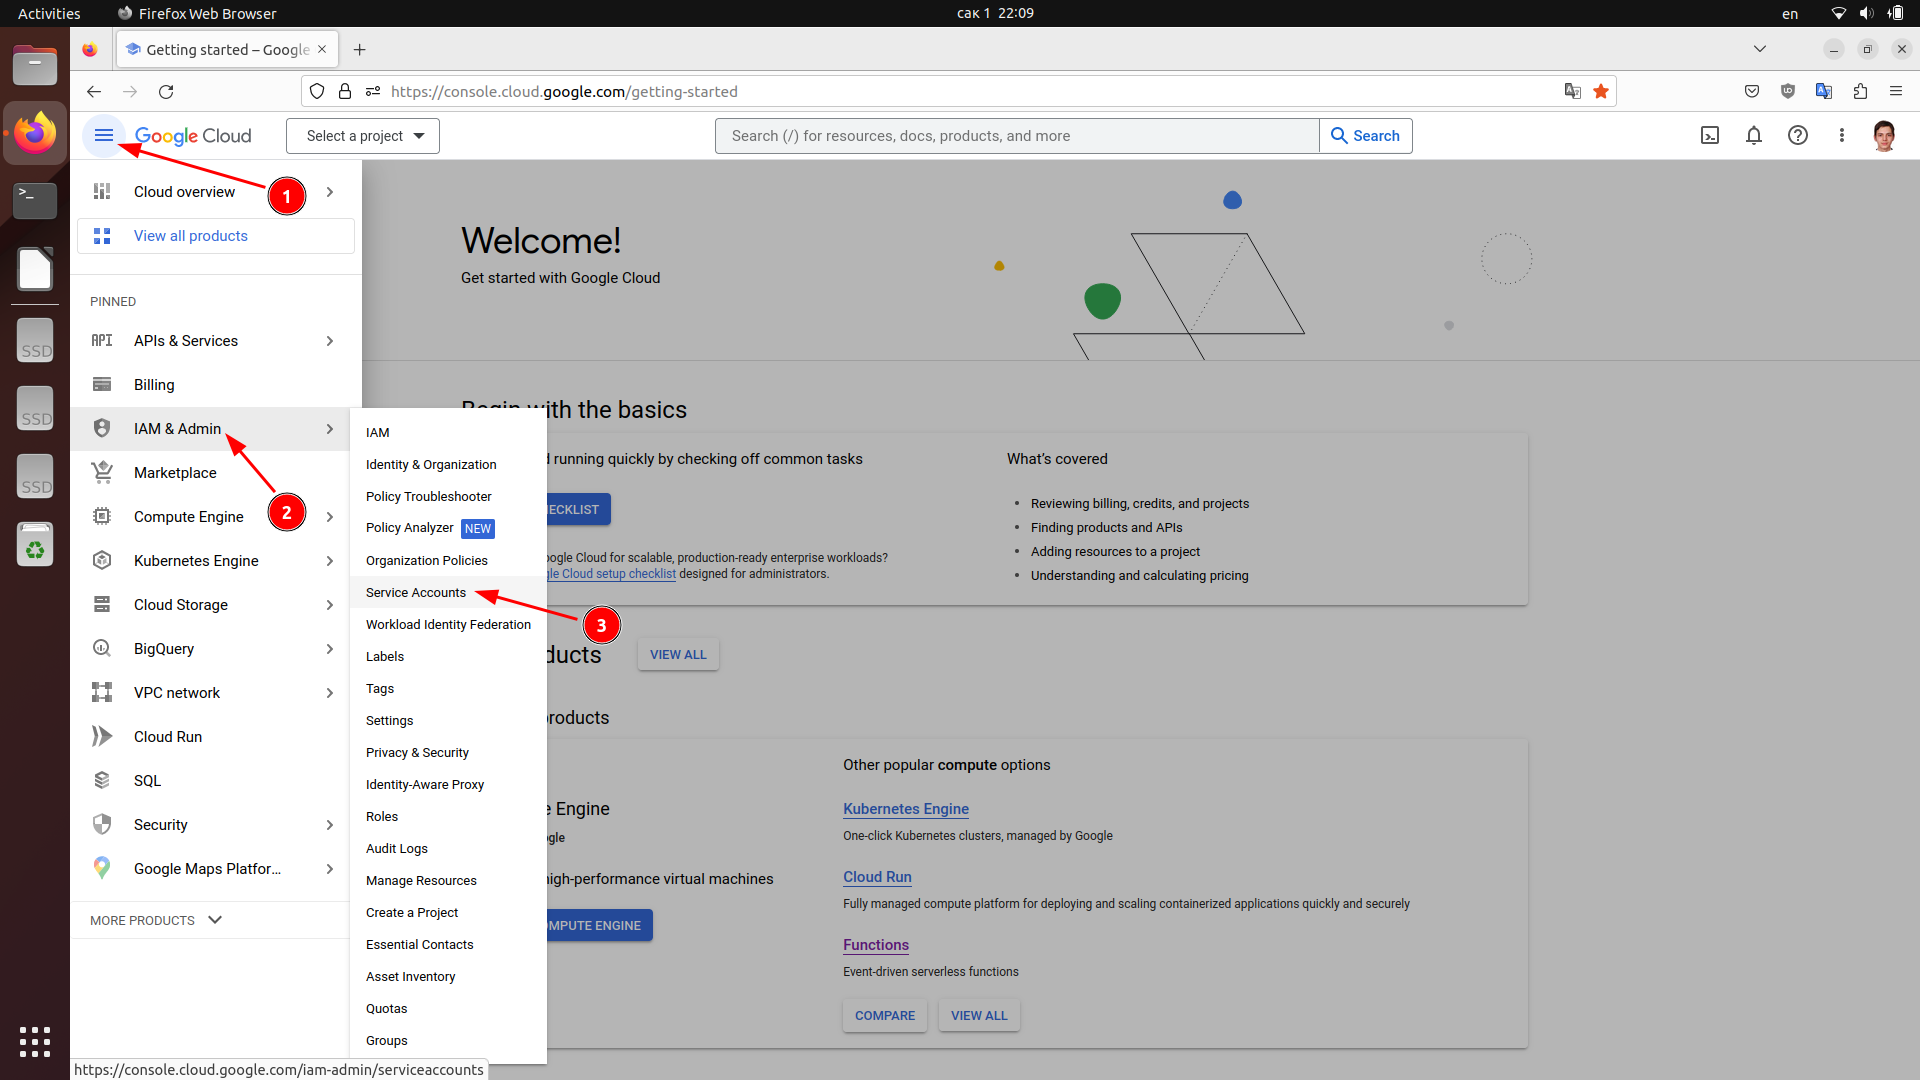 Activities
Firefox Web Browser
сак 1 22:09
en
Getting started – Google
https://console.cloud.google.com/getting-started
Google Cloud
Select a project
Search (/) for resources, docs, products, and more
Search
1
Cloud overview
View all products
PINNED
APIs & Services
Billing
IAM & Admin
Marketplace
Compute Engine
2
Kubernetes Engine
Cloud Storage
BigQuery
VPC network
Cloud Run
SQL
Security
Google Maps Platfor...
MORE PRODUCTS
IAM
Identity & Organization
Policy Troubleshooter
Policy Analyzer NEW
Organization Policies
Service Accounts
3
Workload Identity Federation
Labels
Tags
Settings
Privacy & Security
Identity-Aware Proxy
Roles
Audit Logs
Manage Resources
Create a Project
Essential Contacts
Asset Inventory
Quotas
Groups
Welcome!
Get started with Google Cloud
with the basics
running quickly by checking off common tasks
What's covered
Reviewing billing, credits, and projects
Finding products and APIs
Adding resources to a project
Understanding and calculating pricing
ECKLIST
oogle Cloud for scalable, production-ready enterprise workloads?
gle Cloud setup checklist designed for administrators.
ducts
VIEW ALL
products
e Engine
ogle
high-performance virtual machines
OMPUTE ENGINE
Other popular compute options
Kubernetes Engine
One-click Kubernetes clusters, managed by Google
Cloud Run
Fully managed compute platform for deploying and scaling containerized applications quickly and securely
Functions
Event-driven serverless functions
COMPARE
VIEW ALL
SSD
SSD
SSD
https://console.cloud.google.com/iam-admin/serviceaccounts